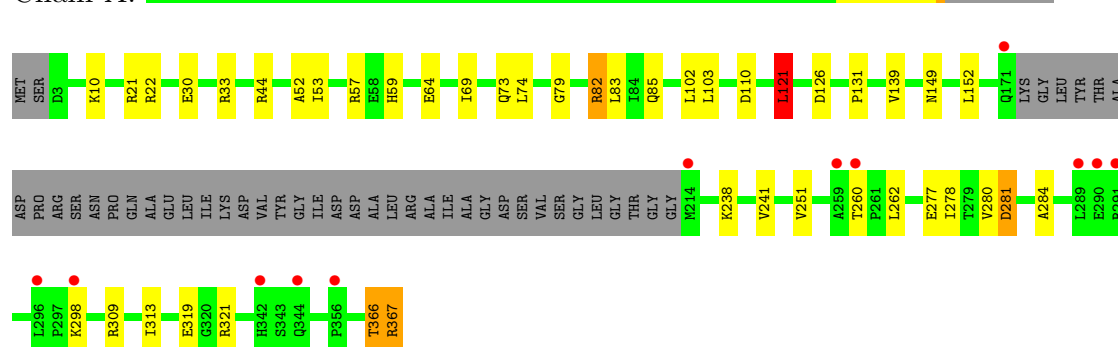 MET SER D3 K10 R21 R22 E30 R33 R44 A52 I53 R57 E58 H59 E64 I69 Q73 L74 G79 R82 L83 I84 Q85 L102 L103 D110 L121 D126 P131 V139 N149 L152 Q171 LYS GLY LEU TYR THR ALA
ASP PRO ARG SER ASN PRO GLN ALA GLU LEU ILE LYS ASP VAL TYR GLY ILE ASP ASP ALA LEU ARG ALA ILE ALA GLY ASP SER VAL SER GLY LEU GLY THR GLY GLY M214 K238 V241 V251 A259 T260 P261 L262 E277 I278 T279 V280 D281 A284 L289 E290
L296 P297 K298 R309 I313 E319 G320 R321 H342 S343 Q344 P356 T366 R367